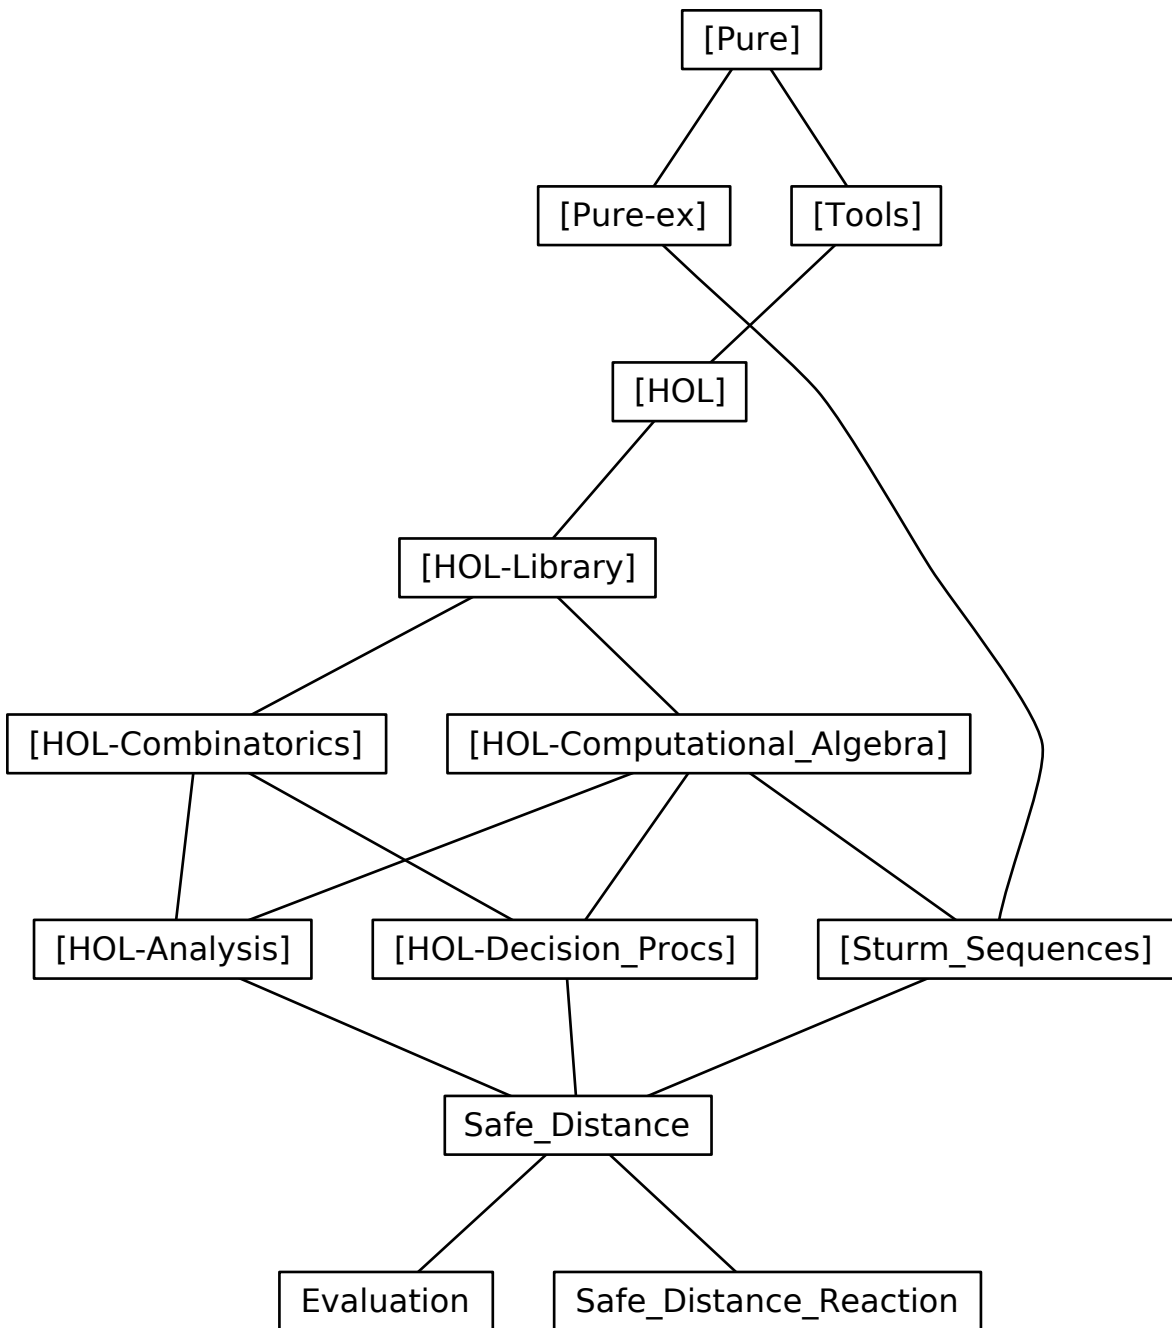 [Pure]
[Pure-ex]
[Tools]
[HOL]
[HOL-Library]
[HOL-Combinatorics]
[HOL-Computational_Algebra]
[HOL-Analysis]
[HOL-Decision_Procs]
[Sturm_Sequences]
Safe_Distance
Evaluation
Safe_Distance_Reaction